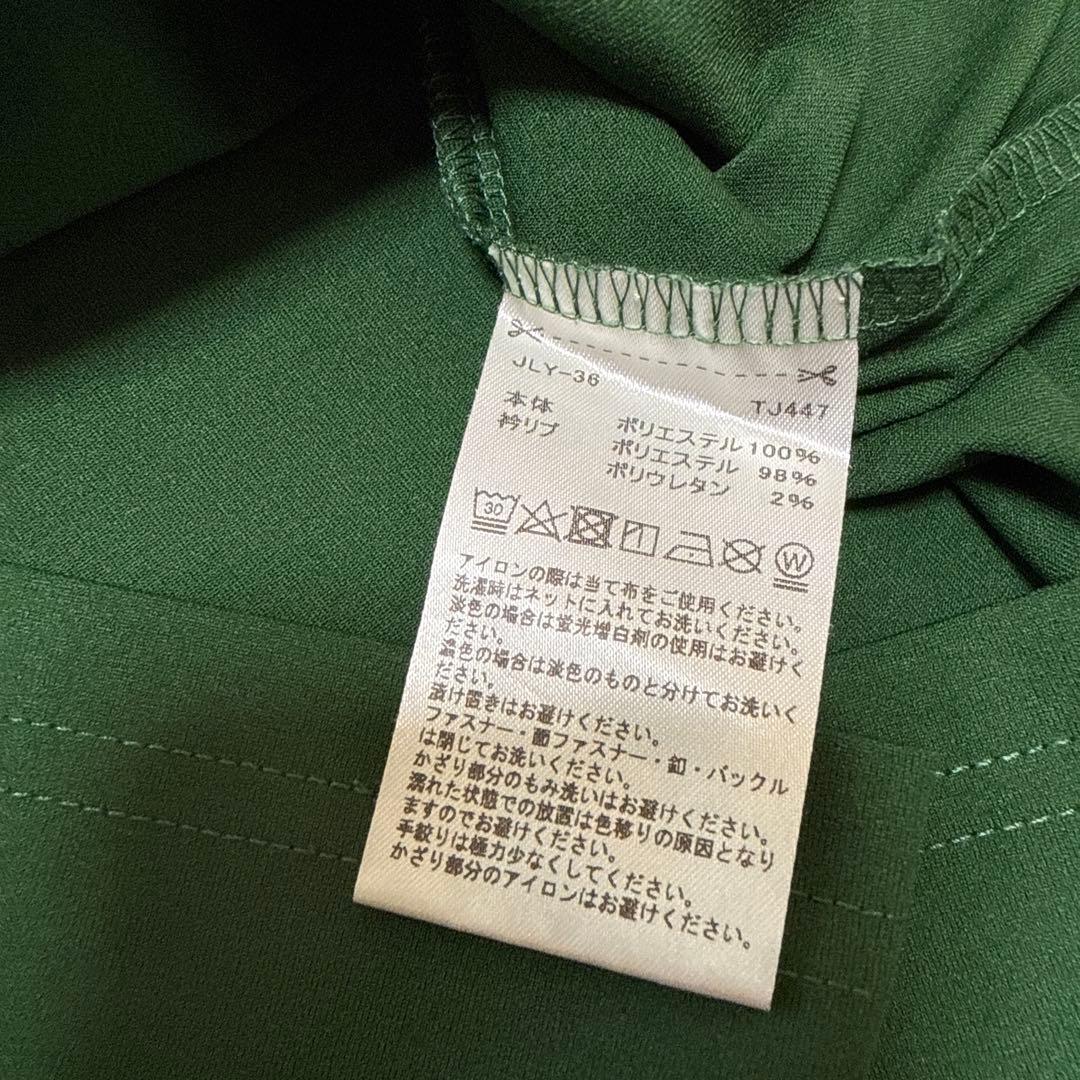 JLY-36
TJ447
本体 ポリエステル 100%
衿リブ ポリエステル 98%
ポリウレタン 2%
30 W
アイロンの際は当て布をご使用ください。
洗濯時はネットに入れてお洗いください。
淡色の場合は蛍光増白剤の使用はお避けく
ださい。
濃色の場合は淡色のものと分けてお洗いく
ださい。
漬け置きはお避けください。
ファスナー・面ファスナー・釦・バックル
は閉じてお洗いください。
かざり部分のもみ洗いはお避けください。
濡れた状態での放置は色移りの原因となり
ますのでお避けください。
手絞りは極力少なくしてください。
かざり部分のアイロンはお避けください。